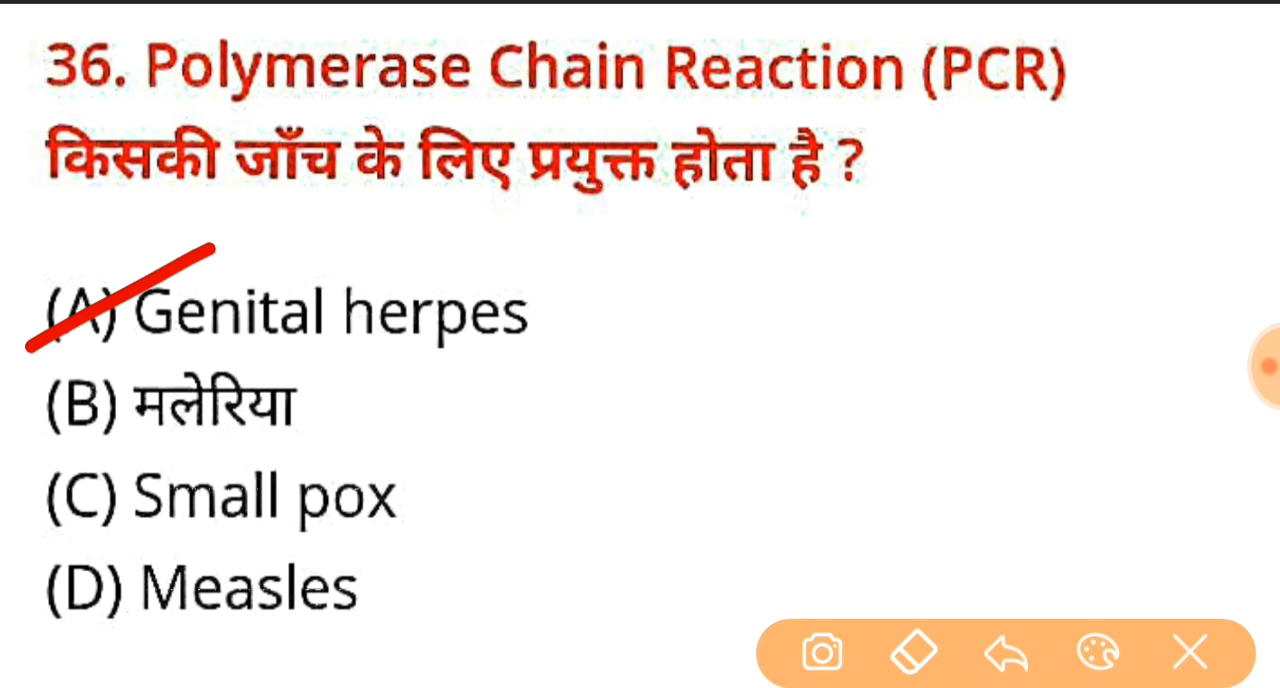 36. Polymerase Chain Reaction (PCR)
किसकी जाँच के लिए प्रयुक्त होता है ?
(A) Genital herpes
(B) मलेरिया
(C) Small pox
(D) Measles